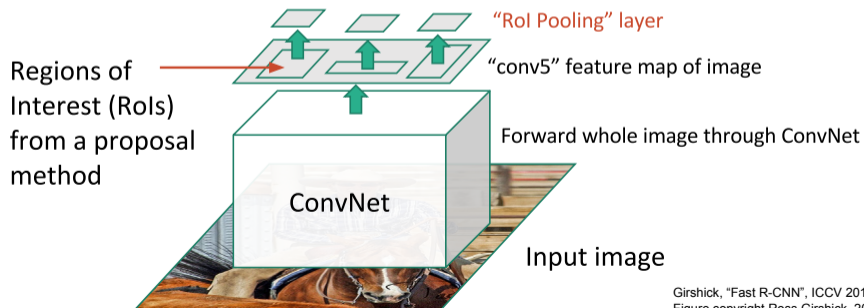 “RoI Pooling” layer
“conv5” feature map of image
Regions of
Interest (RoIs)
from a proposal
method
Forward whole image through ConvNet
ConvNet
Input image
Girshick, “Fast R-CNN”, ICCV 201
Figure copyright Ross Girshick, 20